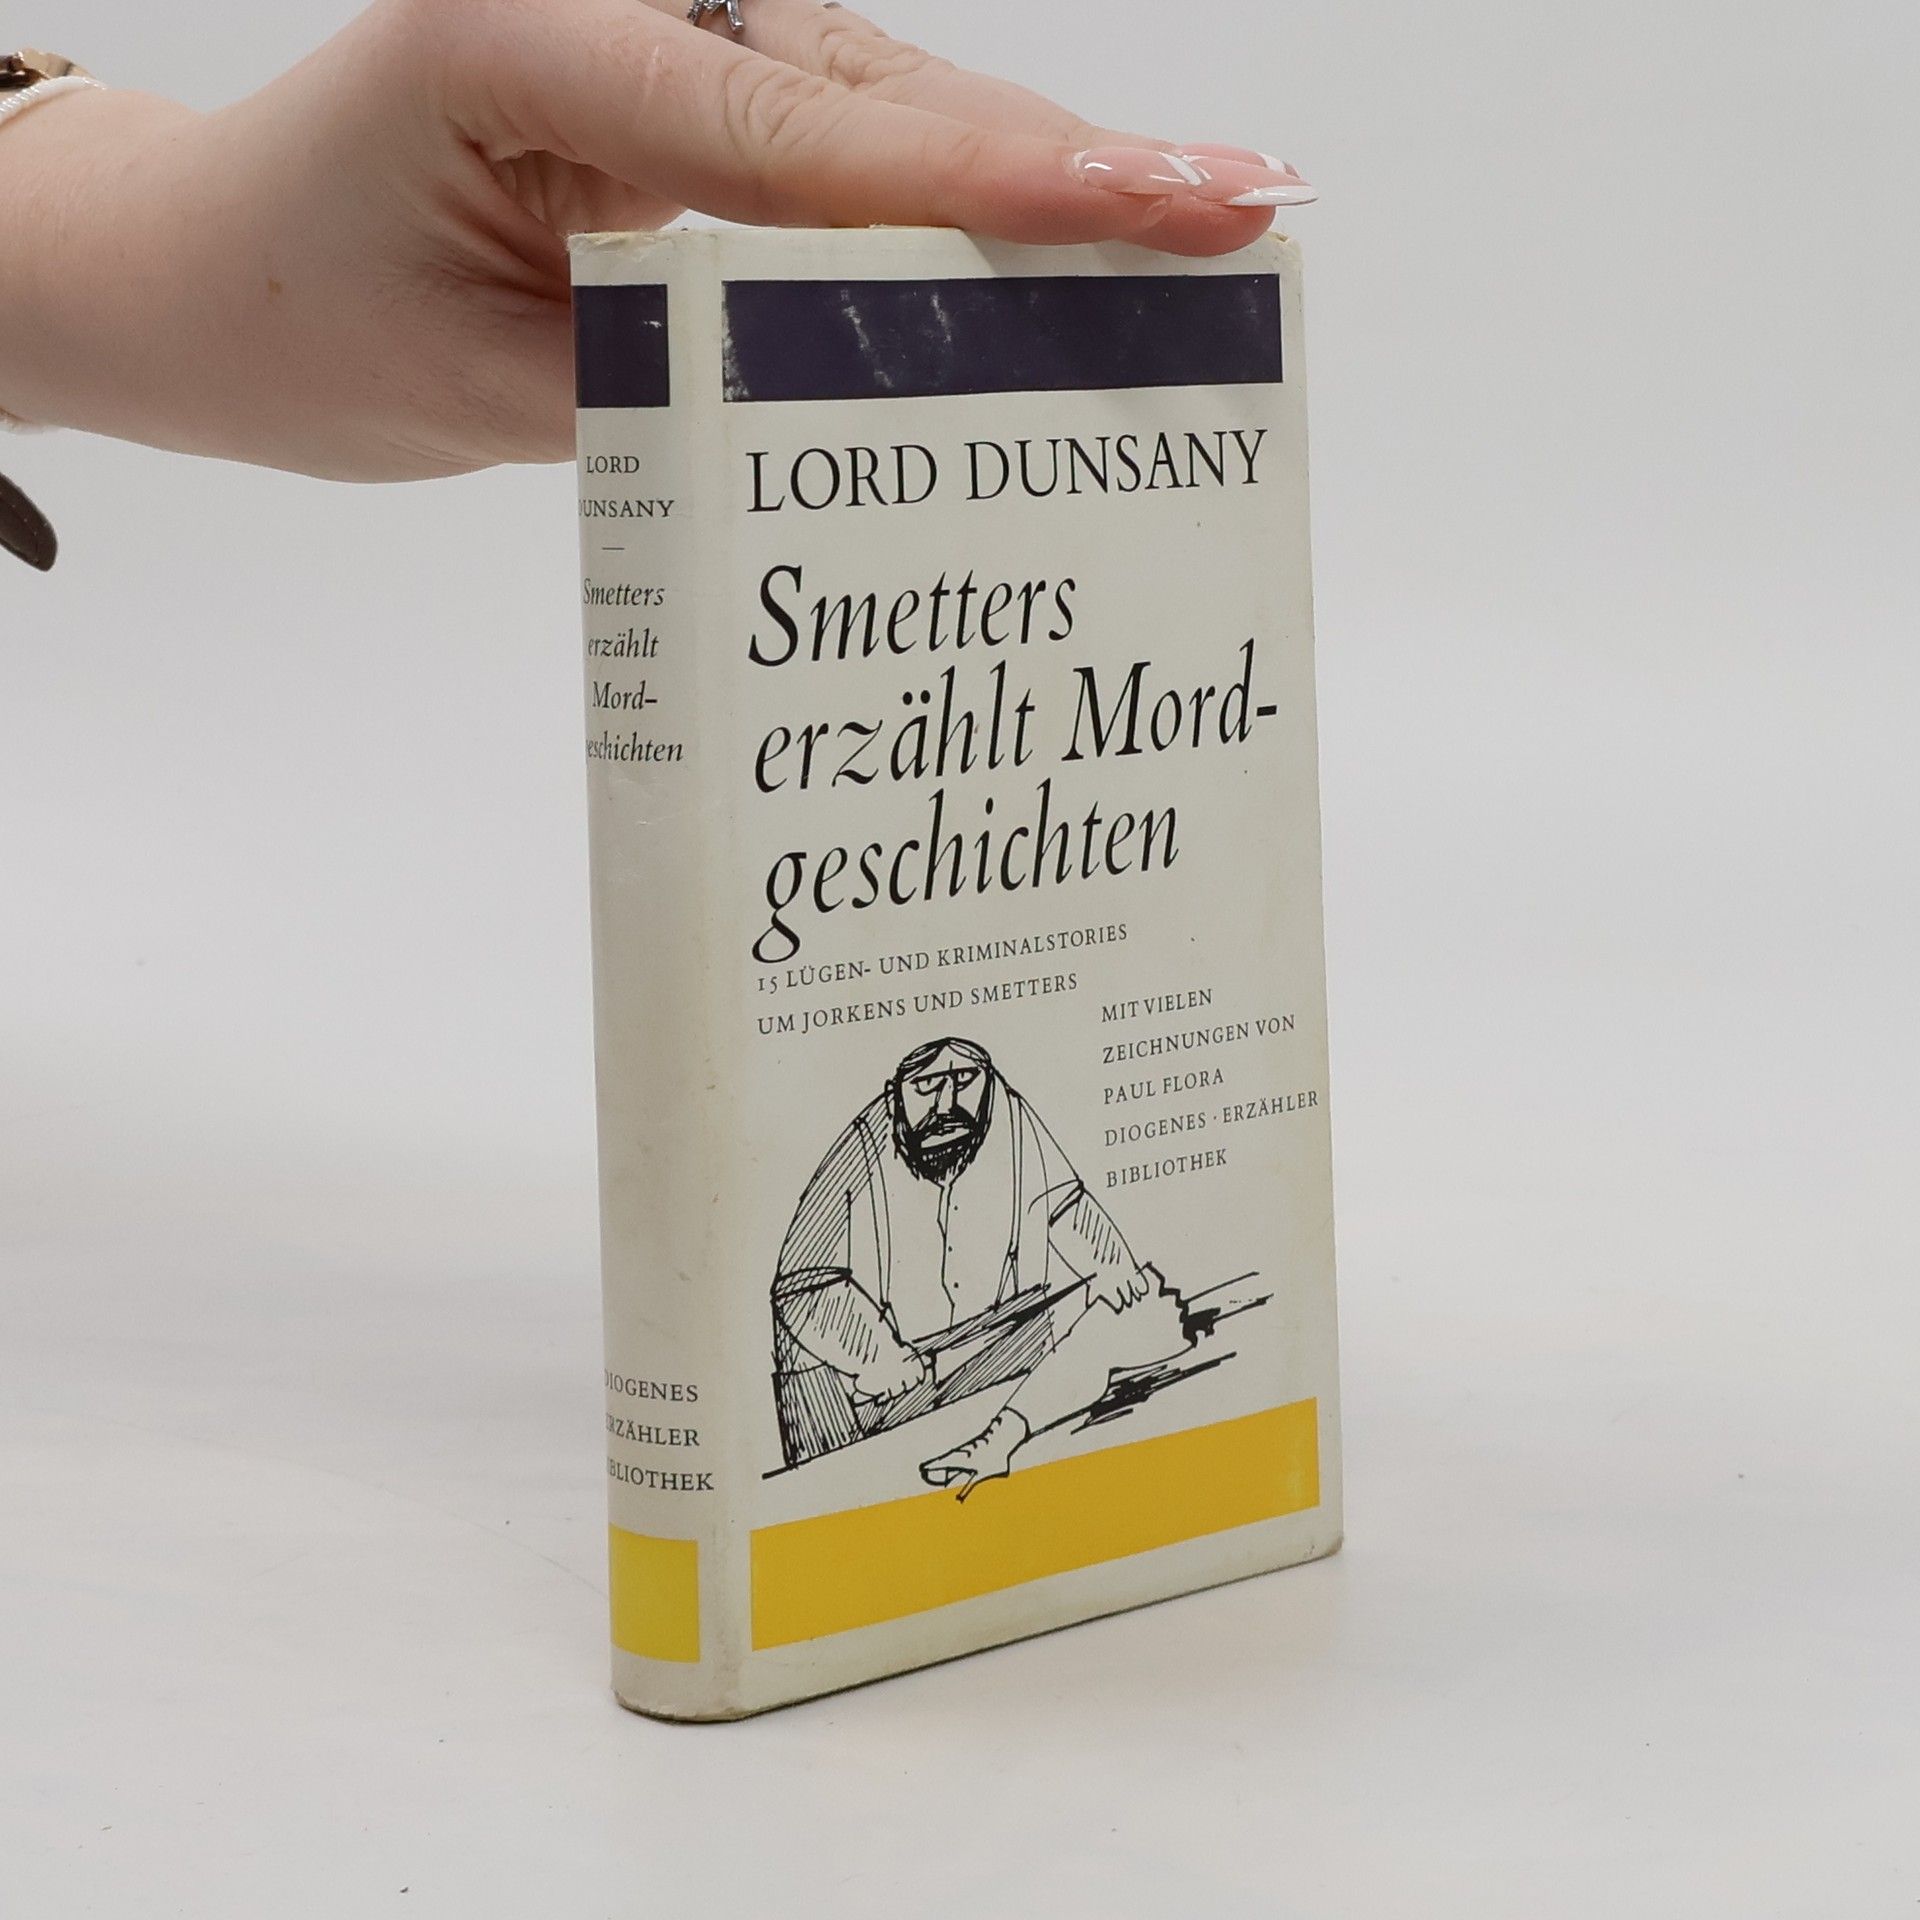 LORD DUNSANY
Smetters
erzählt Mord-
geschichten
15 LÜGEN- UND KRIMINALSTORIES
UM JORKENS UND SMETTERS
MIT VIELEN
ZEICHNUNGEN VON
PAUL FLORA
DIOGENES · ERZÄHLER
BIBLIOTHEK
LORD
DUNSANY
—
Smetters
erzählt
Mord–
geschichten
DIOGENES
ERZÄHLER
BIBLIOTHEK